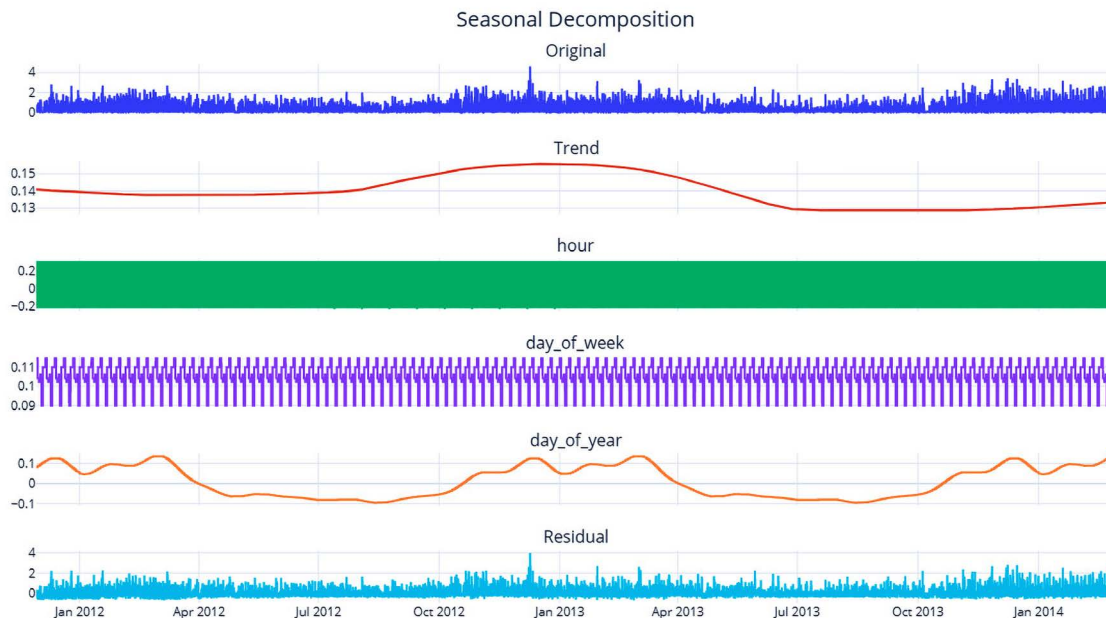 Seasonal Decomposition
Original
4
2
0
Trend
0.15
0.14
0.13
hour
0.2
0
−0.2
day_of_week
0.11
0.1
0.09
day_of_year
0.1
0
−0.1
Residual
4
2
0
Jan 2012 Apr 2012 Jul 2012 Oct 2012 Jan 2013 Apr 2013 Jul 2013 Oct 2013 Jan 2014